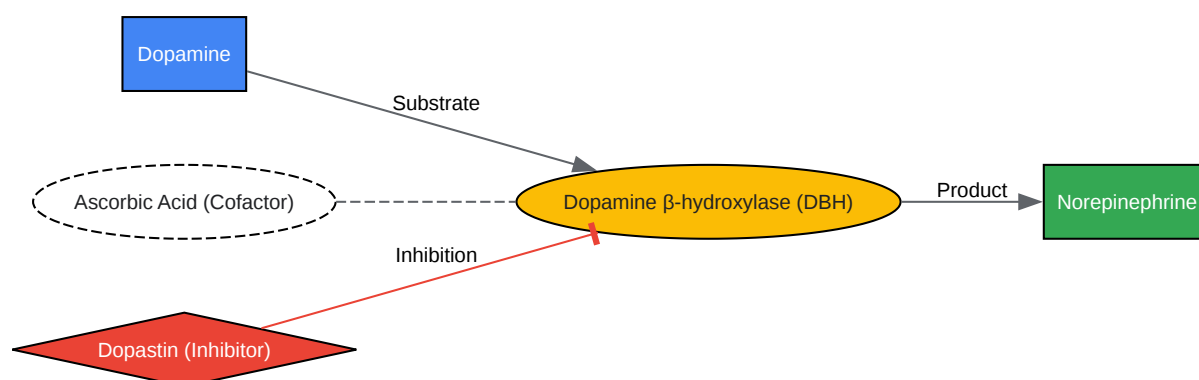 Dopamine
Substrate
Ascorbic Acid (Cofactor)
Dopamine β-hydroxylase (DBH)
Product
Norepinephrine
Inhibition
Dopastin (Inhibitor)